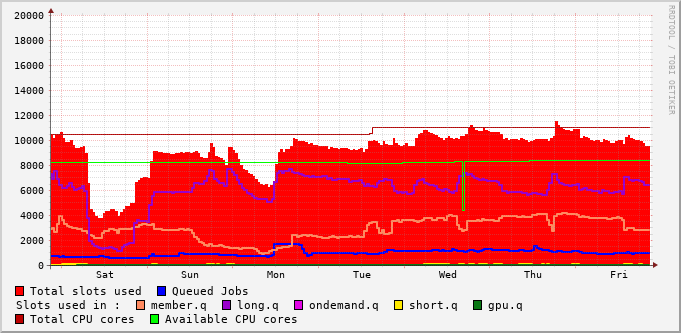 20000
18000
16000
14000
12000
10000
8000
6000
4000
2000
0
Sat Sun Mon Tue Wed Thu Fri
Total slots used Queued Jobs
Slots used in : member.q long.q ondemand.q short.q gpu.q
Total CPU cores Available CPU cores
RRDTOOL / TOBI OETIKER